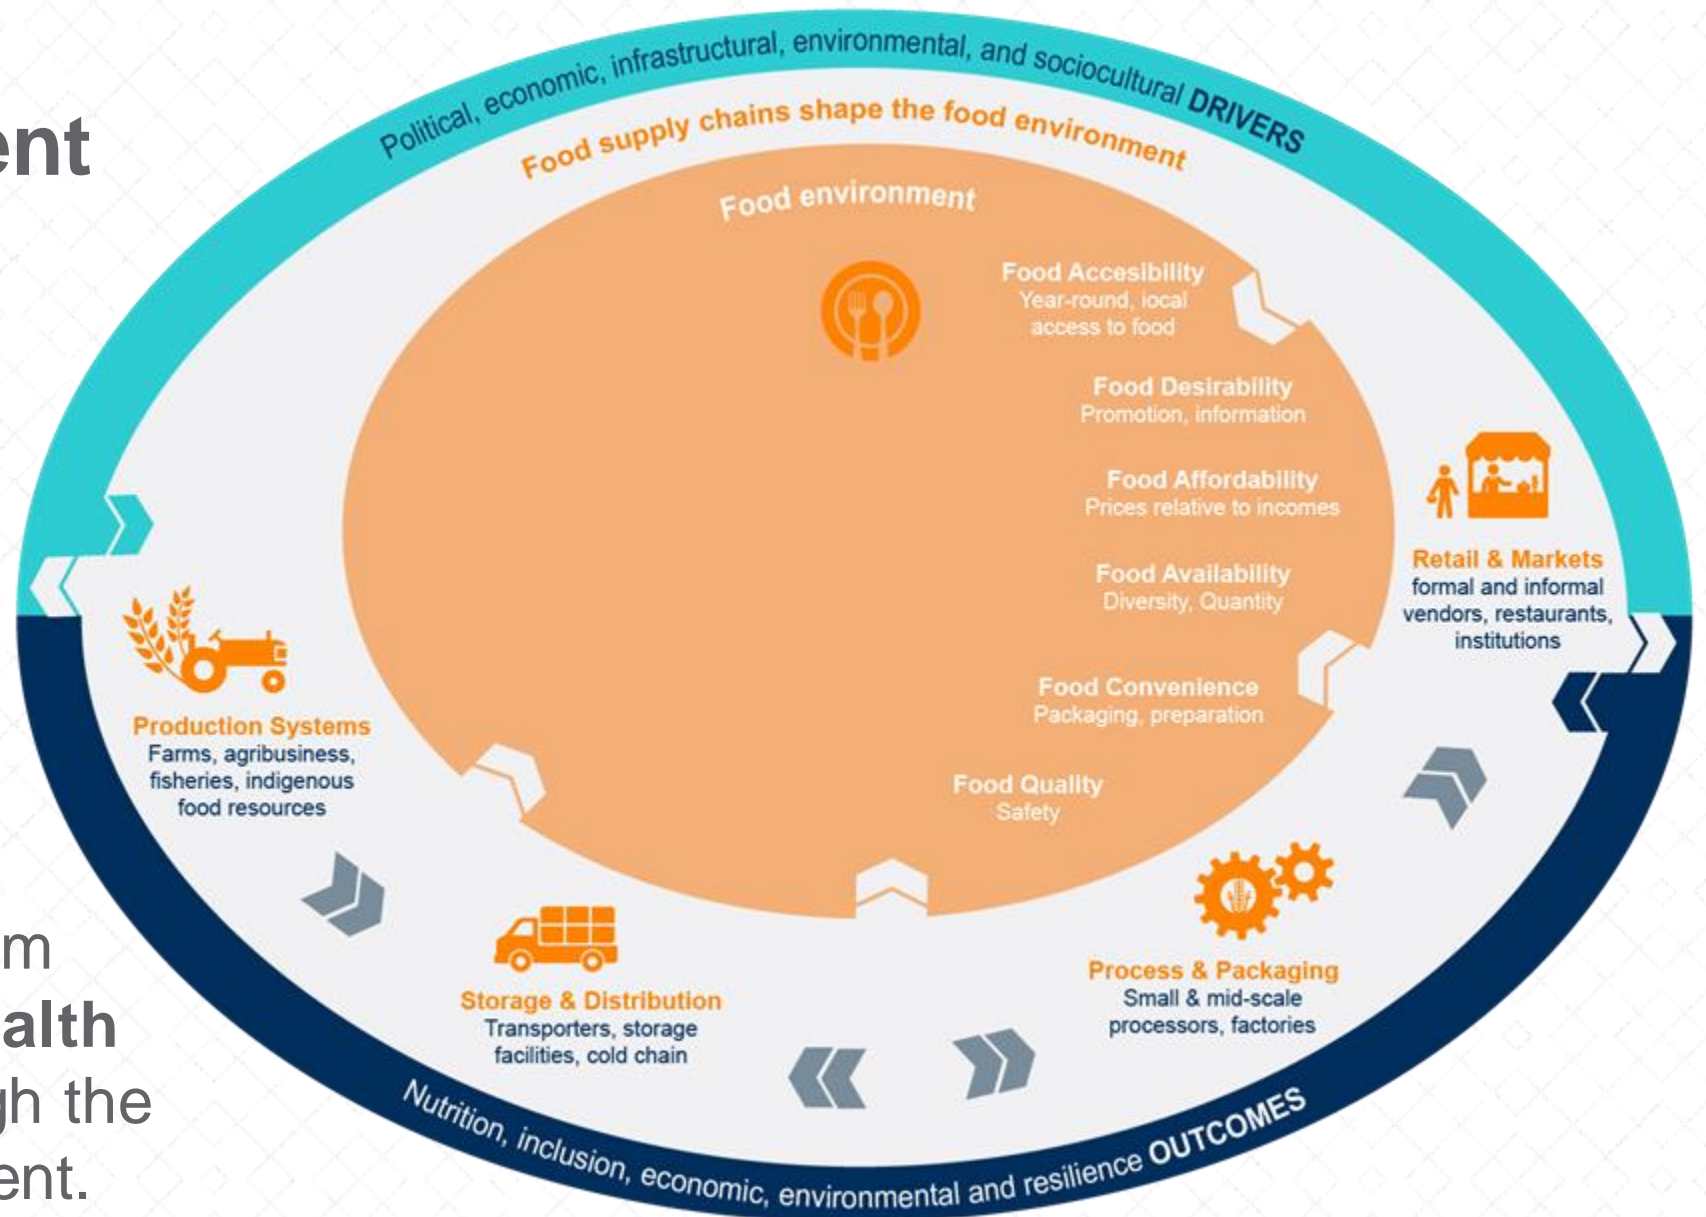 ent
Political, economic, infrastructural, environmental, and sociocultural DRIVERS
Food supply chains shape the food environment
Food environment
Food Accesibility
Year-round, local
access to food
Food Desirability
Promotion, information
Food Affordability
Prices relative to incomes
Food Availability
Diversity, Quantity
Food Convenience
Packaging, preparation
Food Quality
Safety
Retail & Markets
formal and informal
vendors, restaurants,
institutions
Production Systems
Farms, agribusiness,
fisheries, indigenous
food resources
Storage & Distribution
Transporters, storage
facilities, cold chain
Process & Packaging
Small & mid-scale
processors, factories
Nutrition, inclusion, economic, environmental and resilience OUTCOMES
m
alth
gh the
ent.